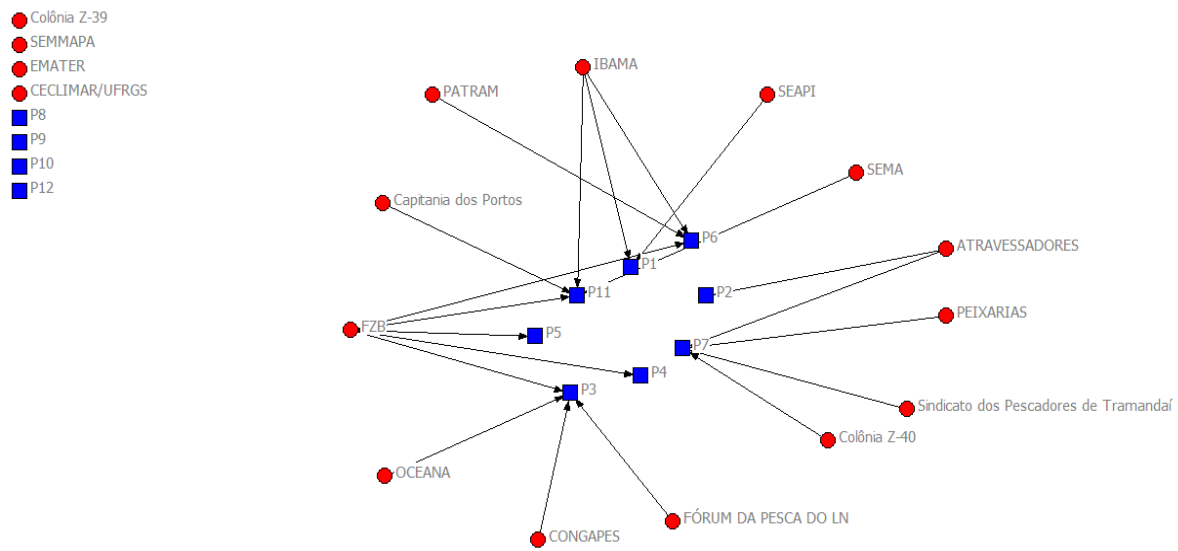 Colônia Z-39
SEMMAPA
EMATER
CECLIMAR/UFRGS
P8
P9
P10
P12
IBAMA
PATRAM
SEAPI
SEMA
Capitania dos Portos
P6
ATRAVESSADORES
P1
P11
P2
PEIXARIAS
FZB
P5
P7
P4
P3
Sindicato dos Pescadores de Tramandaí
Colônia Z-40
OCEANA
FÓRUM DA PESCA DO LN
CONGAPES